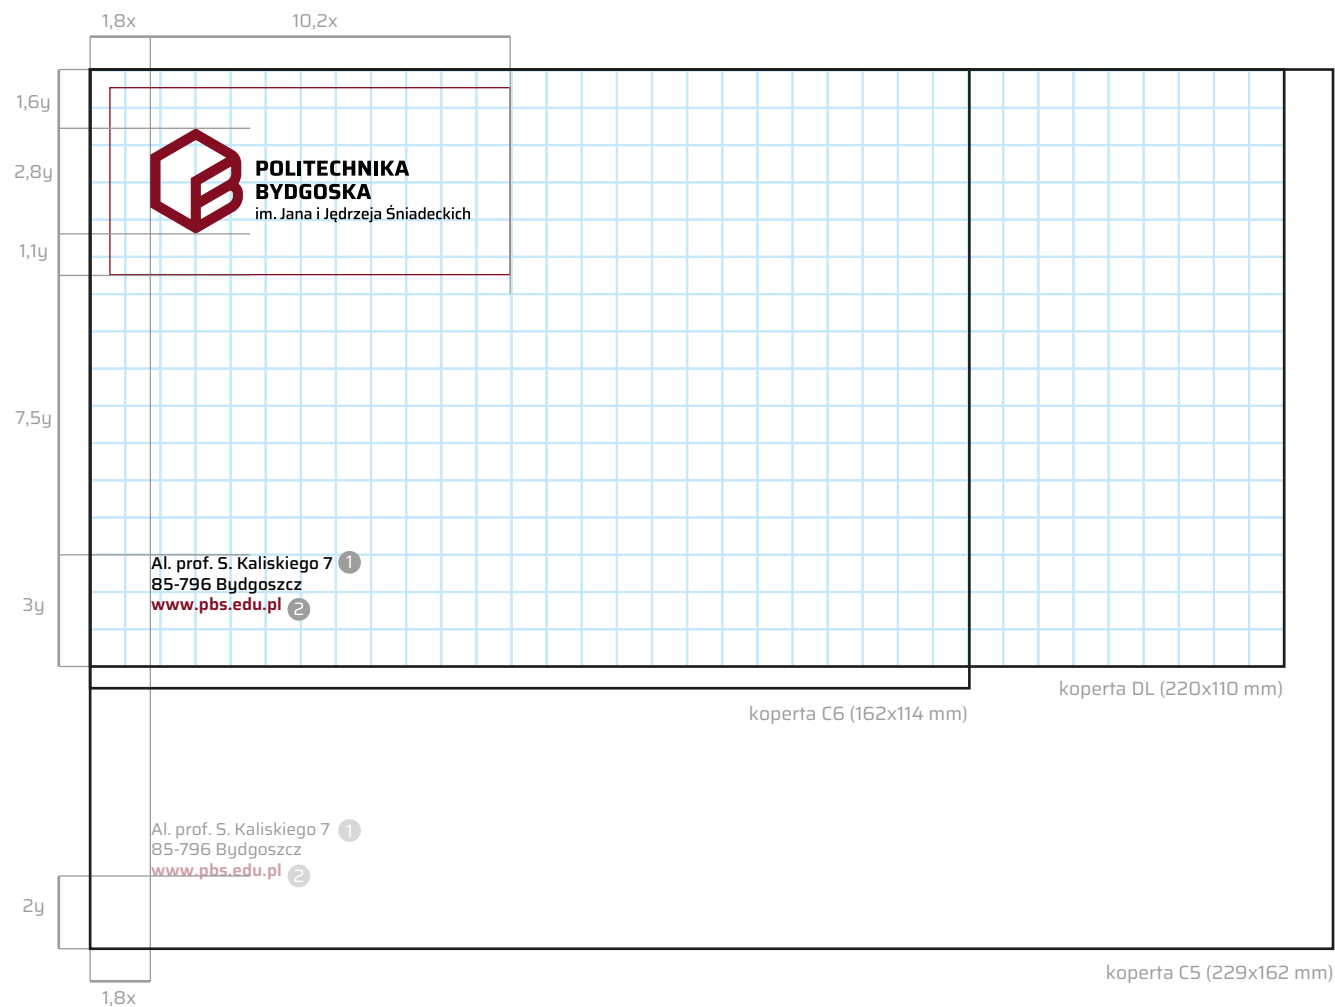 1,8x
10,2x
1,6y
2,8y
1,1y
7,5y
3y
2y
1,8x
POLITECHNIKA
BYDGOSKA
im. Jana i Jędrzeja Śniadeckich
Al. prof. S. Kaliskiego 7 1
85-796 Bydgoszcz
www.pbs.edu.pl 2
koperta DL (220x110 mm)
koperta C6 (162x114 mm)
Al. prof. S. Kaliskiego 7 1
85-796 Bydgoszcz
www.pbs.edu.pl 2
koperta C5 (229x162 mm)